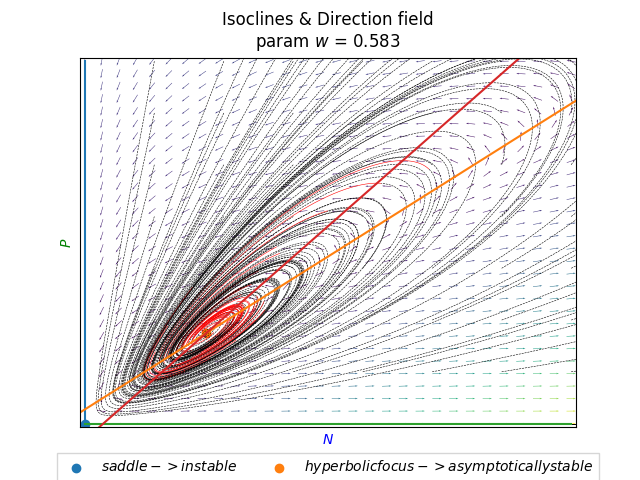 Isoclines & Direction field
param w = 0.583
P
N
saddle−>instable
hyperbolicfocus−>asymptoticallystable